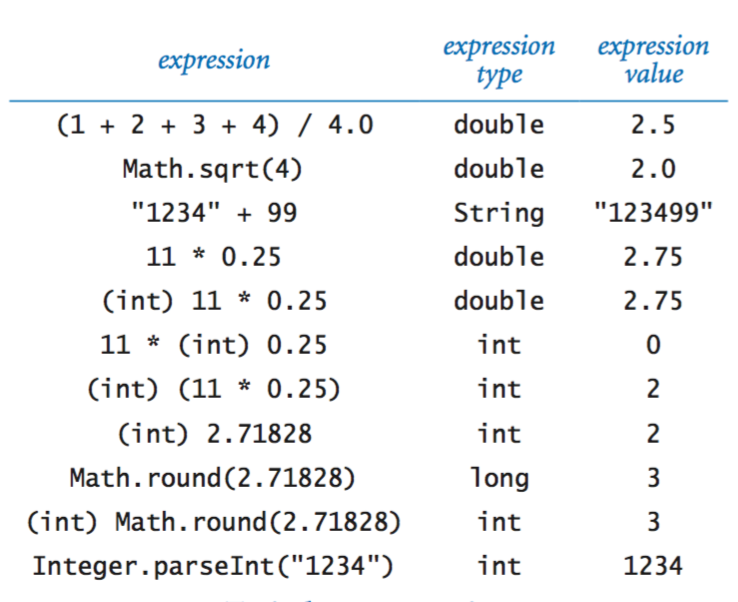 expression expression type expression value
(1 + 2 + 3 + 4) / 4.0 double 2.5
Math.sqrt(4) double 2.0
"1234" + 99 String "123499"
11 * 0.25 double 2.75
(int) 11 * 0.25 double 2.75
11 * (int) 0.25 int 0
(int) (11 * 0.25) int 2
(int) 2.71828 int 2
Math.round(2.71828) long 3
(int) Math.round(2.71828) int 3
Integer.parseInt("1234") int 1234